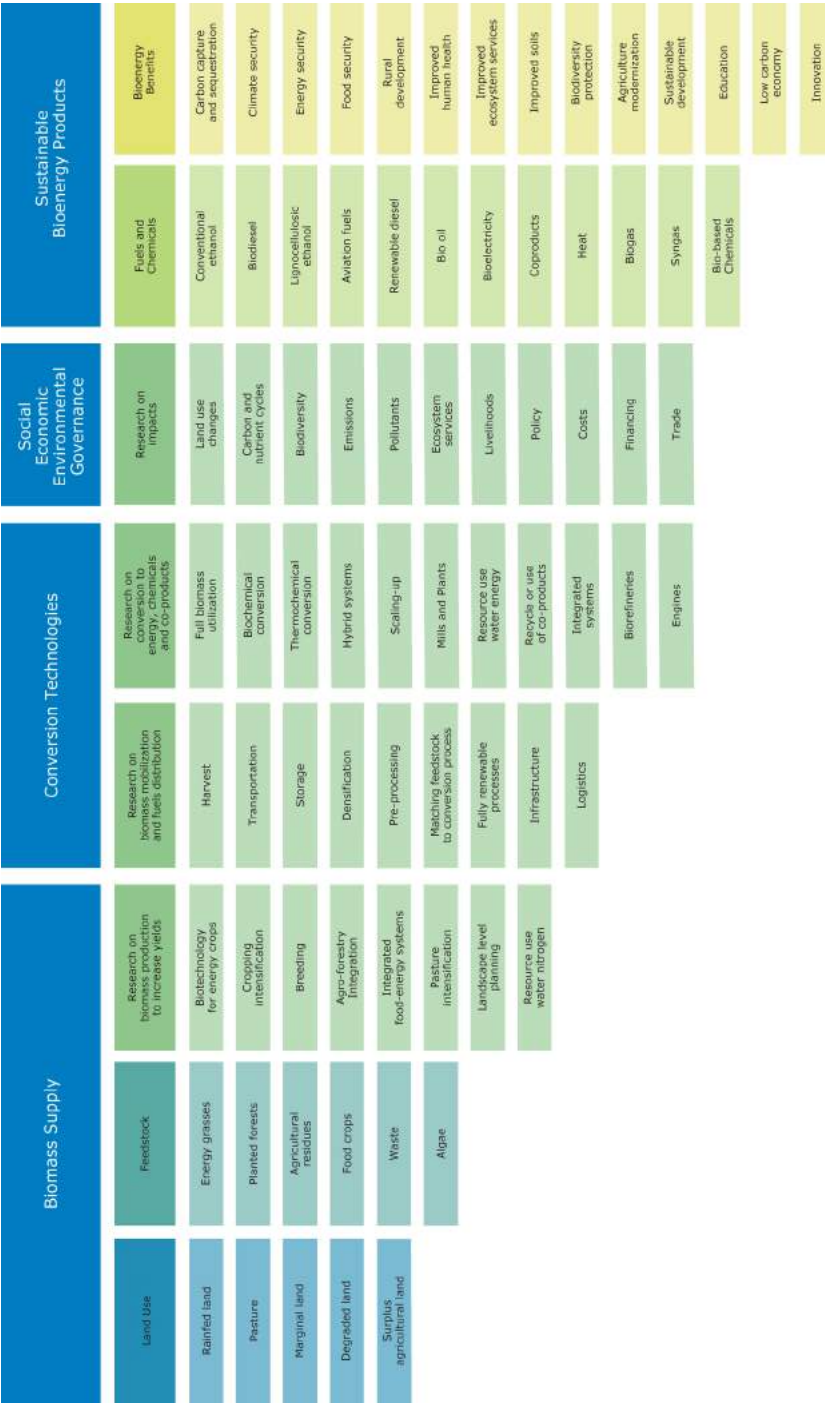 Biomass Supply
Land Use
Rainfed land
Pasture
Marginal land
Degraded land
Surplus
agricultural land
Feedstock
Energy grasses
Planted forests
Agricultural
residues
Food crops
Waste
Algae
Research on
biomass production
to increase yields
Biotechnology
for energy crops
Cropping
intensification
Breeding
Agro-forestry
Integration
Integrated
food-energy systems
Pasture
intensification
Landscape level
planning
Resource use
water nitrogen
Conversion Technologies
Research on
biomass mobilization
and fuels distribution
Harvest
Transportation
Storage
Densification
Pre-processing
Matching feedstock
to conversion process
Fully renewable
processes
Infrastructure
Logistics
Research on
conversion to
energy, chemicals
and co-products
Full biomass
utilization
Biochemical
conversion
Thermochemical
conversion
Hybrid systems
Scaling-up
Mills and Plants
Resource use
water energy
Recycle or use
of co-products
Integrated
systems
Biorefineries
Engines
Social
Economic
Environmental
Governance
Research on
impacts
Land use
changes
Carbon and
nutrient cycles
Biodiversity
Emissions
Pollutants
Ecosystem
services
Livelihoods
Policy
Costs
Financing
Trade
Sustainable
Bioenergy Products
Fuels and
Chemicals
Conventional
ethanol
Biodiesel
Lignocellulosic
ethanol
Aviation fuels
Renewable diesel
Bio oil
Bioelectricity
Coproducts
Heat
Biogas
Syngas
Bio-based
Chemicals
Bioenergy
Benefits
Carbon capture
and sequestration
Climate security
Energy security
Food security
Rural
development
Improved
human health
Improved
ecosystem services
Improved soils
Biodiversity
protection
Agriculture
modernization
Sustainable
development
Education
Low carbon
economy
Innovation